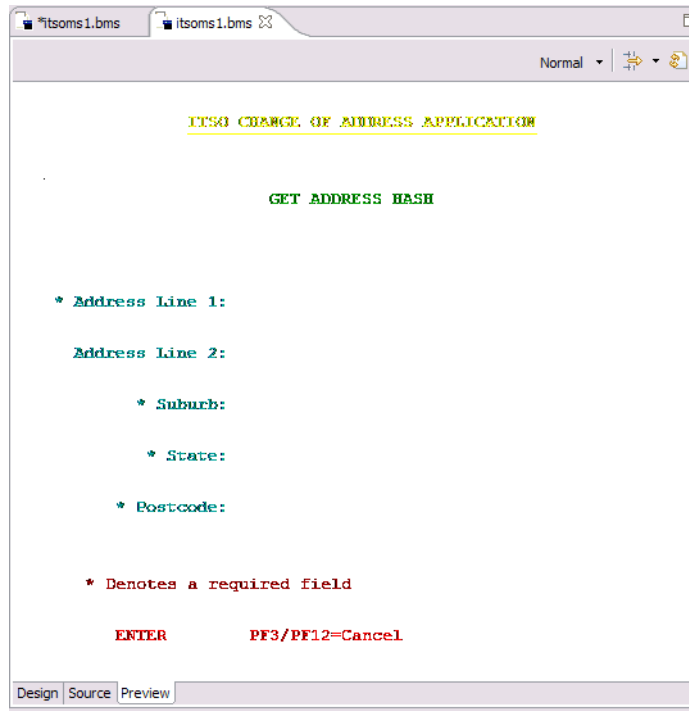 *itsoms1.bms itsoms1.bms
Normal
ITSO CHANGE OF ADDRESS APPLICATION
GET ADDRESS HASH
* Address Line 1:
Address Line 2:
* Suburb:
* State:
* Postcode:
* Denotes a required field
ENTER PF3/PF12=Cancel
Design Source Preview